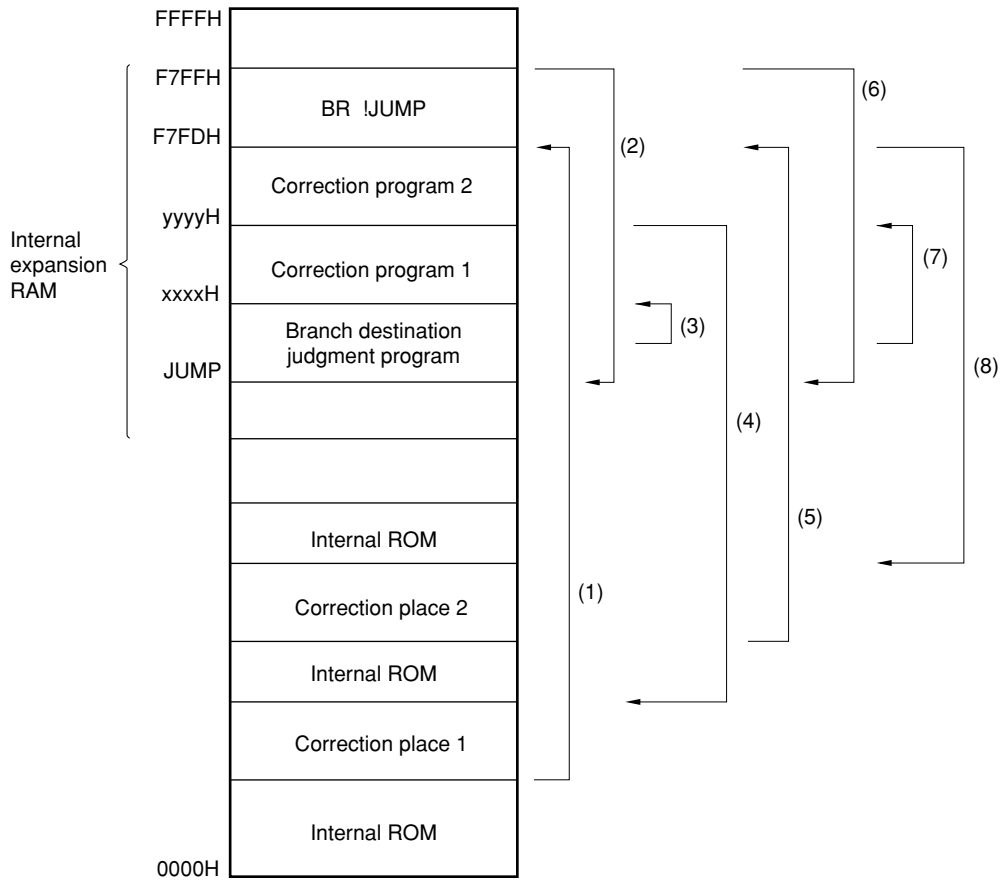 FFFFH
F7FFH
BR !JUMP
F7FDH
Correction program 2
yyyyH
Internal
expansion
RAM
Correction program 1
xxxxH
Branch destination
judgment program
JUMP
Internal ROM
Correction place 2
Internal ROM
Correction place 1
Internal ROM
0000H
(1)
(2)
(3)
(4)
(5)
(6)
(7)
(8)